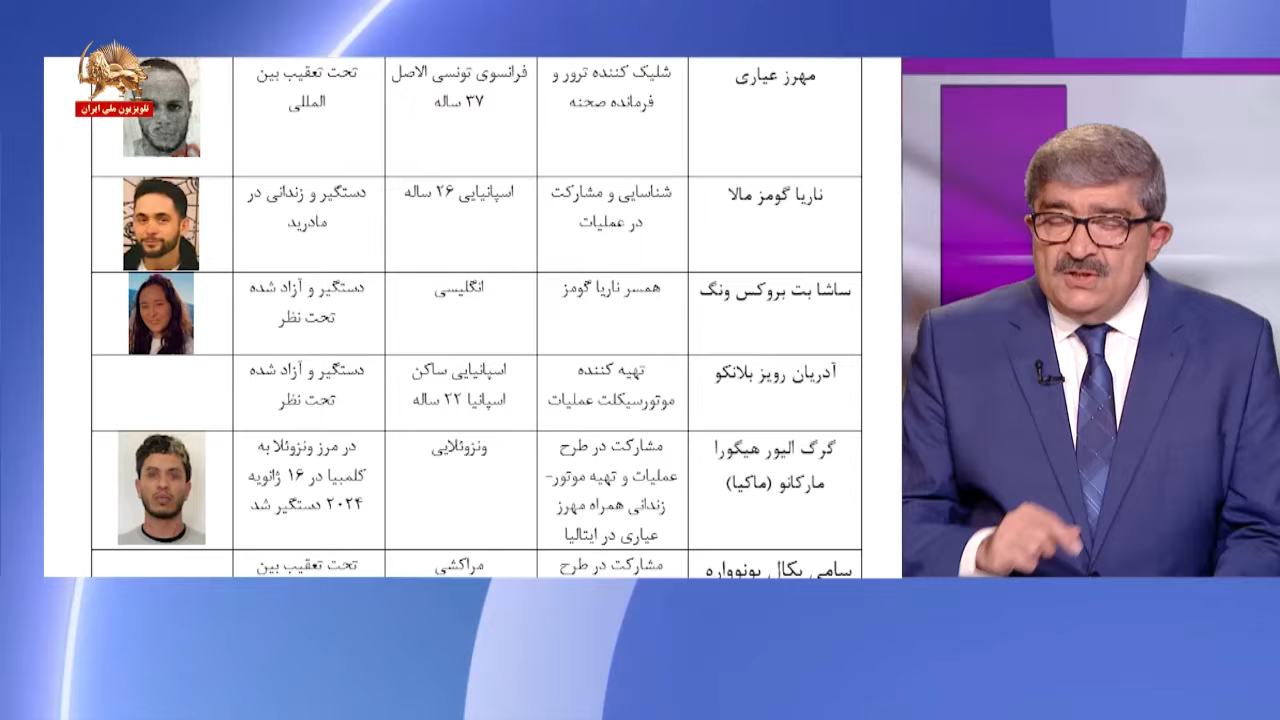 تلویزیون ملی ایران
مهرز عیاری
شلیک کننده ترور و
فرمانده صحنه
فرانسوی تونسی الاصل
۳۷ ساله
تحت تعقیب بین
المللی
ناریا گومز مالا
شناسایی و مشارکت
در عملیات
اسپانیایی ۲۶ ساله
دستگیر و زندانی در
مادرید
ساشا بت بروکس ونگ
همسر ناریا گومز
انگلیسی
دستگیر و آزاد شده
تحت نظر
آدریان رویز بلانکو
تهیه کننده
موتورسیکلت عملیات
اسپانیایی ساکن
اسپانیا ۲۲ ساله
دستگیر و آزاد شده
تحت نظر
گرگ الیور هیگورا
مارکانو (ماکیا)
مشارکت در طرح
عملیات و تهیه موتور-
زندانی همراه مهرز
عیاری در ایتالیا
ونزوئلایی
در مرز ونزوئلا به
کلمبیا در ۱۶ ژانویه
۲۰۲۴ دستگیر شد
سامی بکال بونوواره
مشارکت در طرح
مراکشی
تحت تعقیب بین